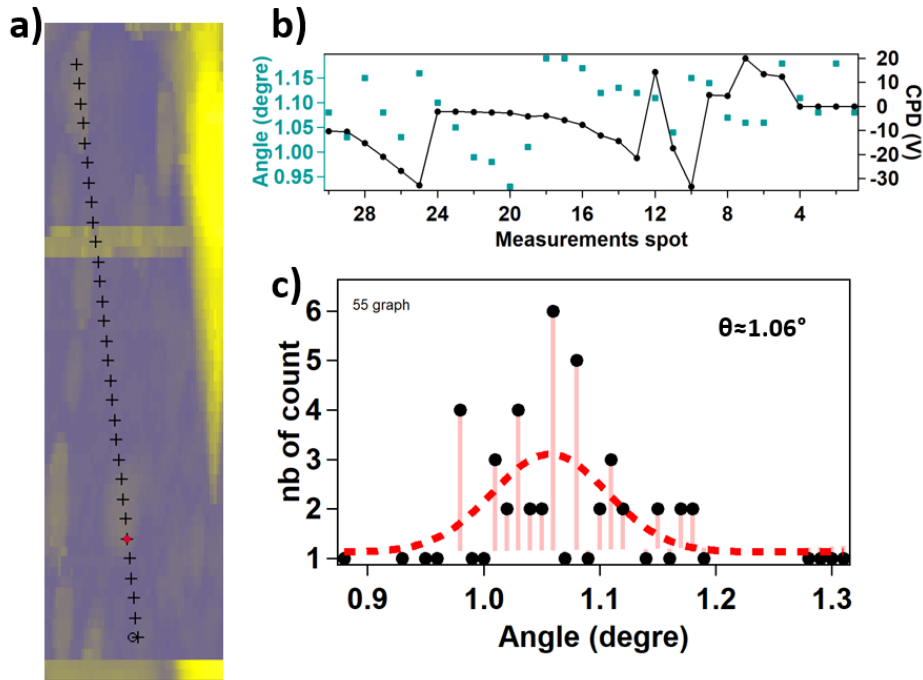 a)
b)
Angle (degre)
1.15
1.10
1.05
1.00
0.95
20
10
0
-10
-20
-30
CPD (V)
28 24 20 16 12 8 4
Measurements spot
c)
55 graph
θ≈1.06°
nb of count
6
5
4
3
2
1
0.9 1.0 1.1 1.2 1.3
Angle (degre)